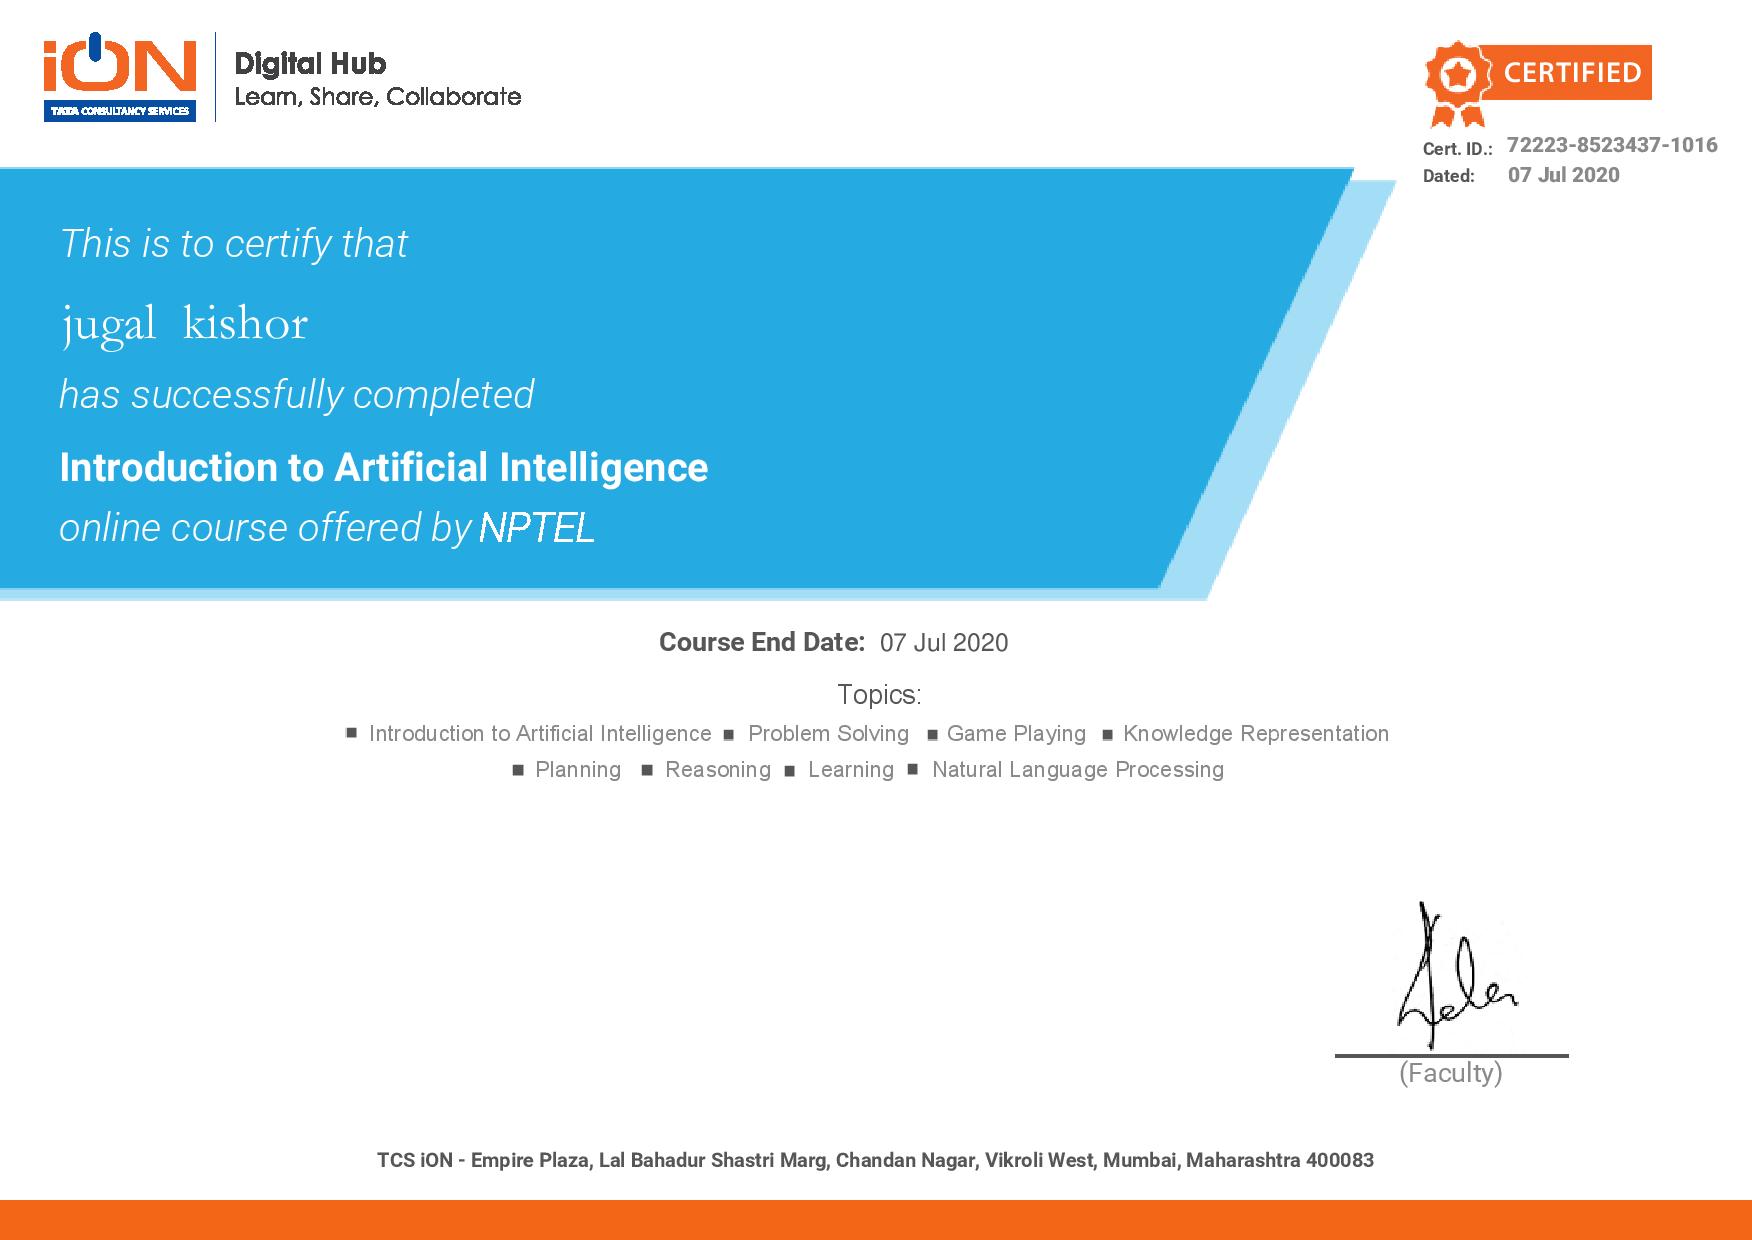 iON
TATA CONSULTANCY SERVICES
Digital Hub
Learn, Share, Collaborate
CERTIFIED
Cert. ID.: 72223-8523437-1016
Dated: 07 Jul 2020
This is to certify that
jugal kishor
has successfully completed
Introduction to Artificial Intelligence
online course offered by NPTEL
Course End Date: 07 Jul 2020
Topics:
■ Introduction to Artificial Intelligence ■ Problem Solving ■ Game Playing ■ Knowledge Representation
■ Planning ■ Reasoning ■ Learning ■ Natural Language Processing
(Faculty)
TCS iON - Empire Plaza, Lal Bahadur Shastri Marg, Chandan Nagar, Vikroli West, Mumbai, Maharashtra 400083